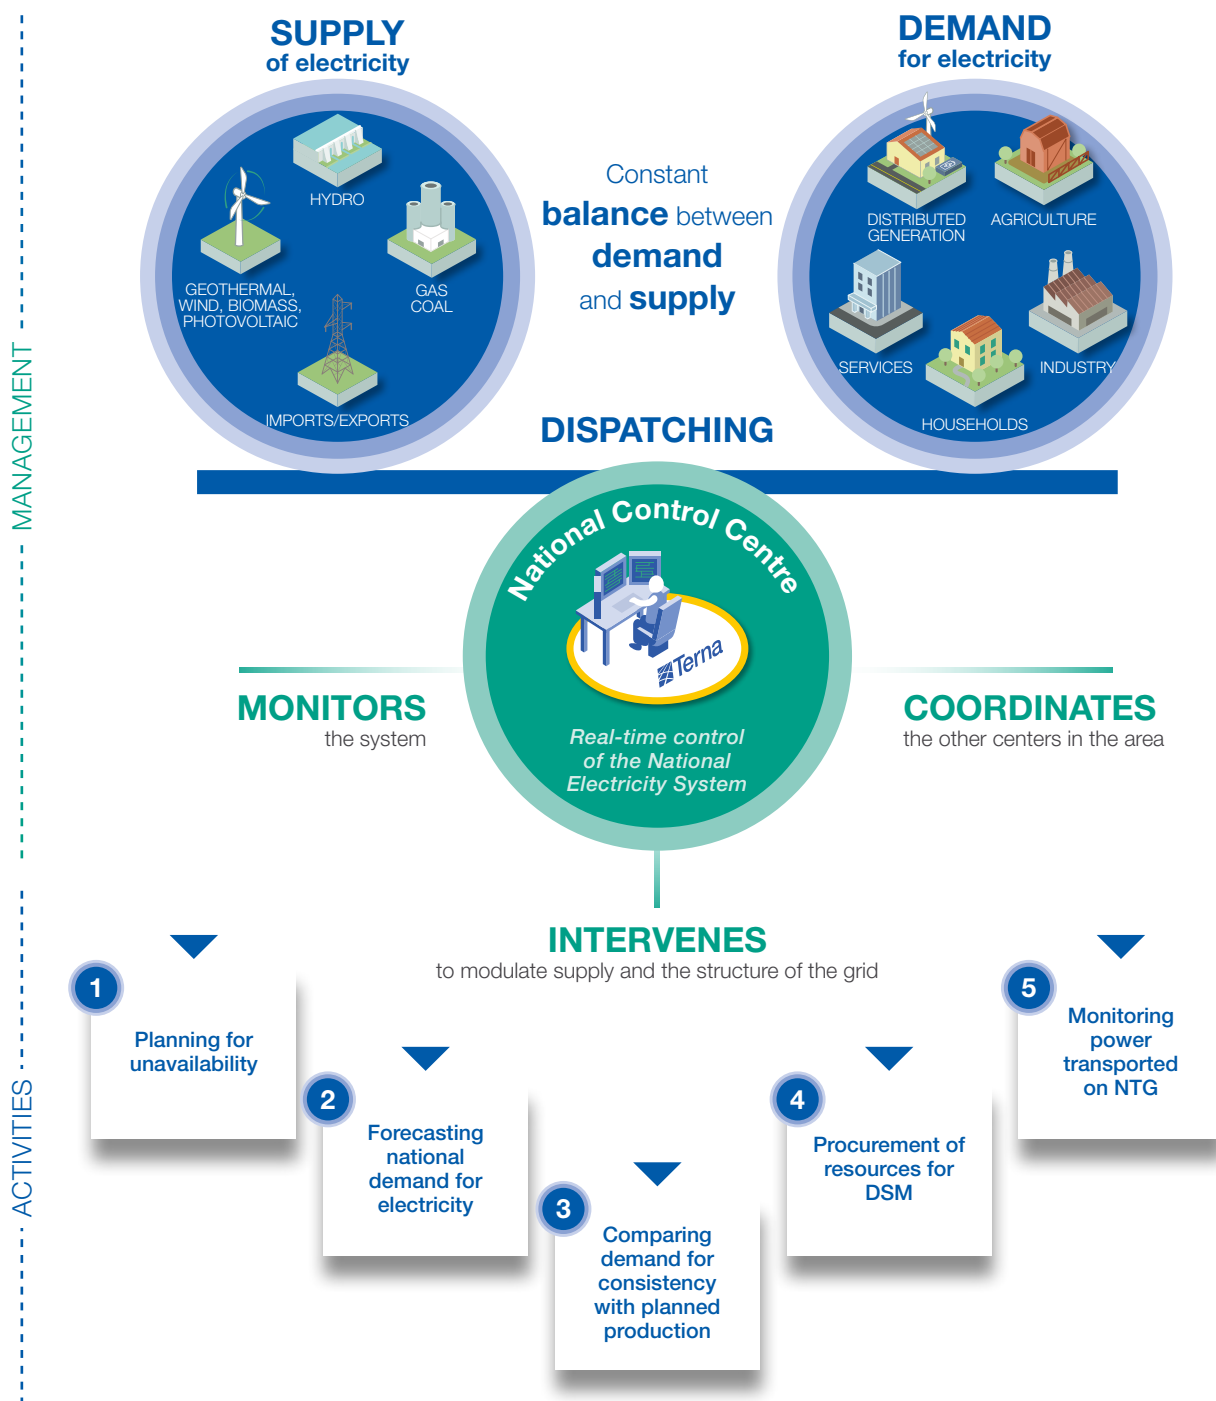 SUPPLY
of electricity
DEMAND
for electricity
HYDRO
GEOTHERMAL,
WIND, BIOMASS,
PHOTOVOLTAIC
GAS
COAL
IMPORTS/EXPORTS
Constant
balance between
demand
and supply
DISTRIBUTED
GENERATION
AGRICULTURE
SERVICES
INDUSTRY
HOUSEHOLDS
MANAGEMENT
DISPATCHING
National Control Centre
Terna
Real-time control
of the National
Electricity System
MONITORS
the system
COORDINATES
the other centers in the area
INTERVENES
to modulate supply and the structure of the grid
ACTIVITIES
1
Planning for
unavailability
2
Forecasting
national
demand for
electricity
3
Comparing
demand for
consistency
with planned
production
4
Procurement of
resources for
DSM
5
Monitoring
power
transported
on NTG